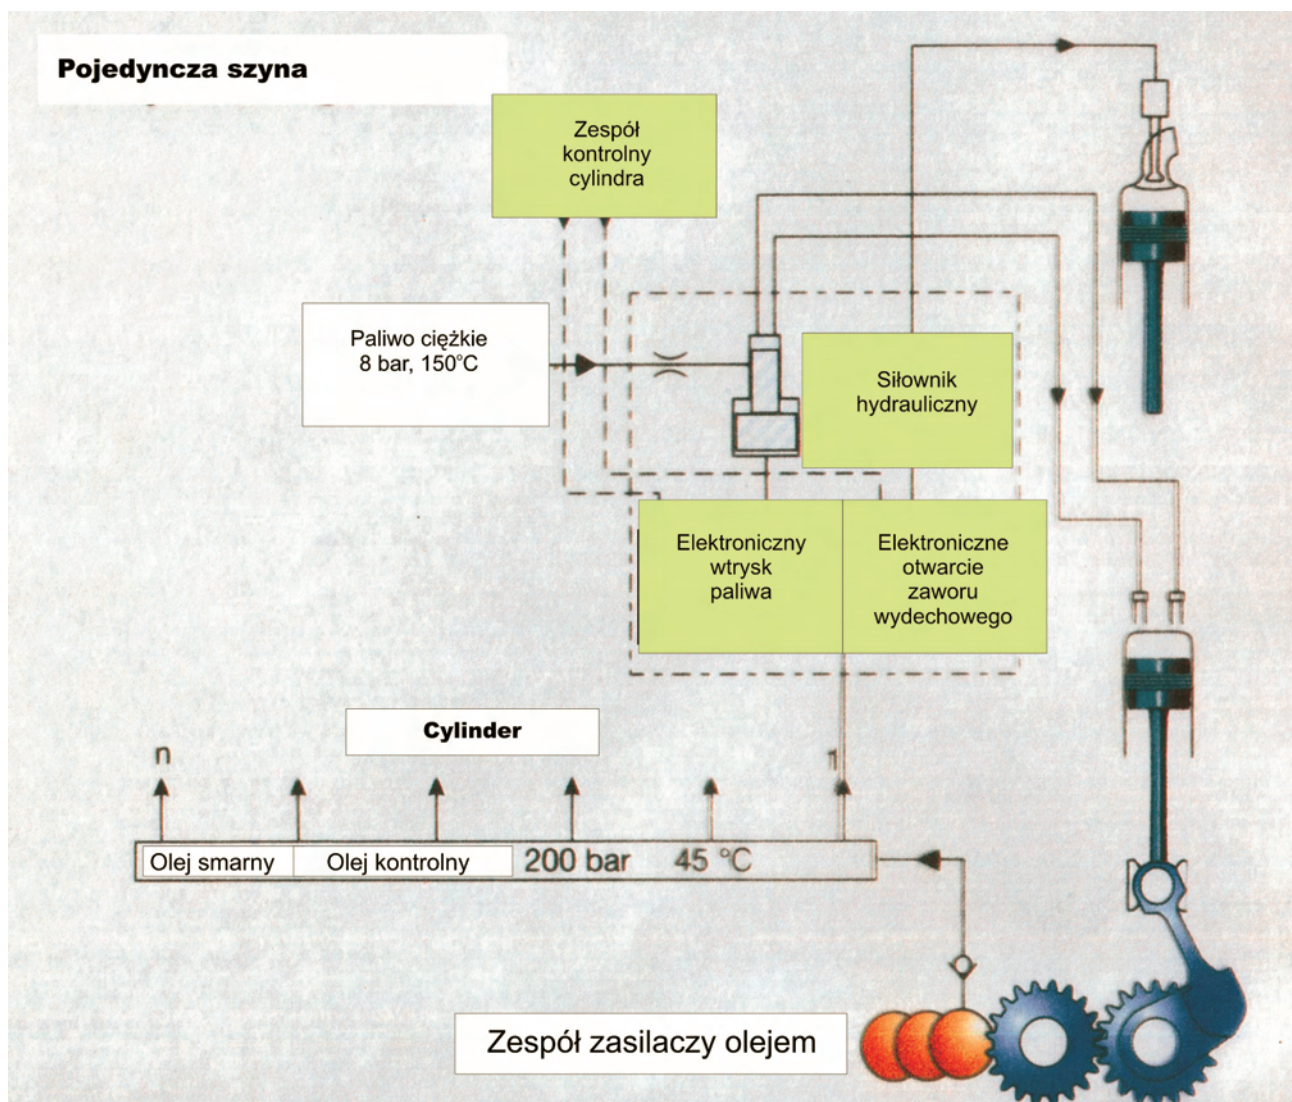 Pojedyncza szyna
Zespół
kontrolny
cylindra
Paliwo ciężkie
8 bar, 150°C
Siłownik
hydrauliczny
Elektroniczny
wtrysk
paliwa
Elektroniczne
otwarcie
zaworu
wydechowego
Cylinder
n
1
Olej smarny
Olej kontrolny
200 bar
45 °C
Zespół zasilaczy olejem